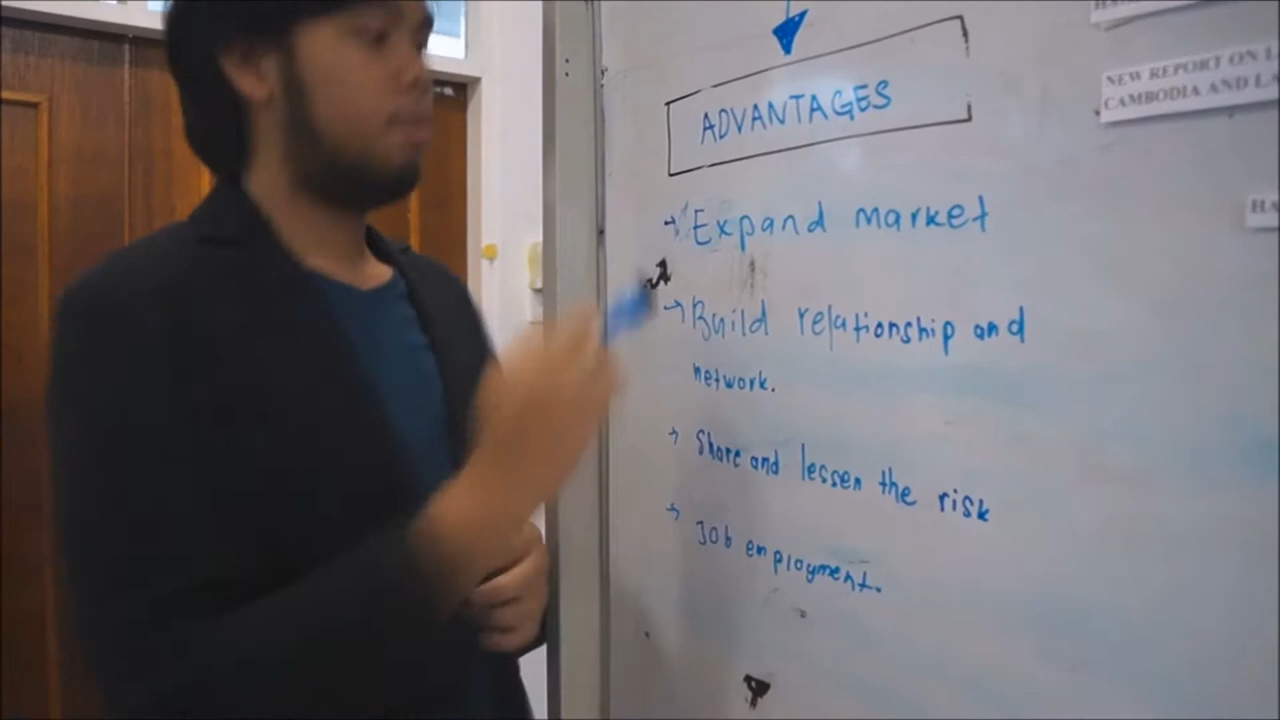 ADVANTAGES
→ Expand market
→ Build relationship and
network.
→ Share and lessen the risk
→ Job employment.
NEW REPORT ON
CAMBODIA AND